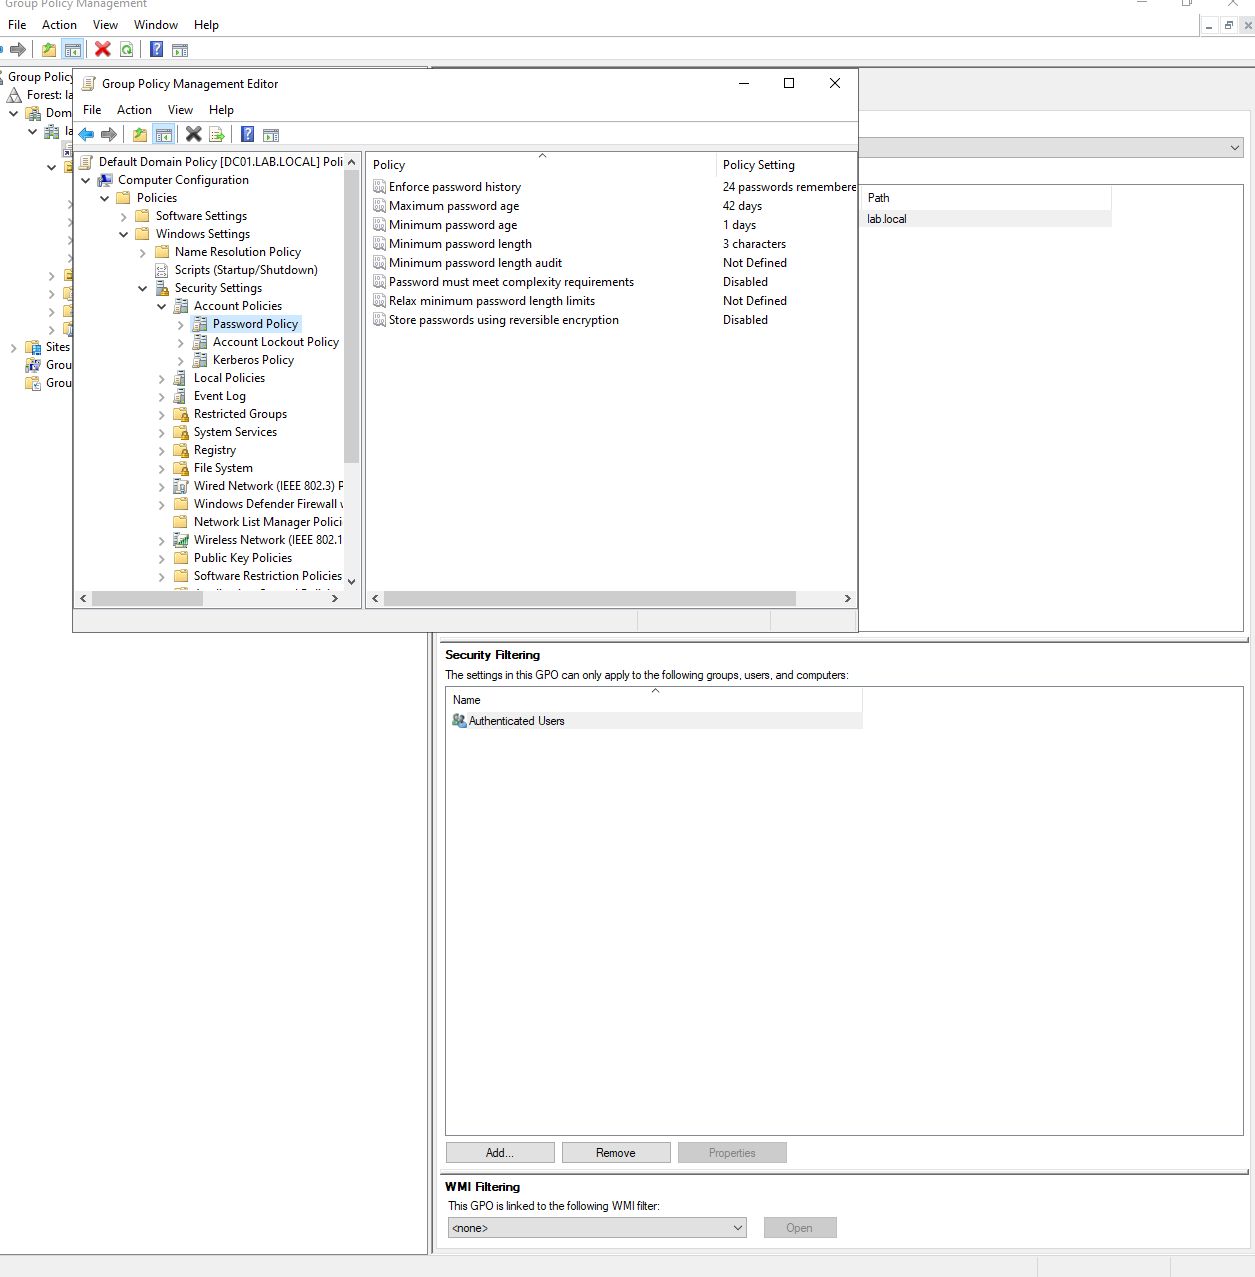 Group Policy Management
File Action View Window Help
Group Policy
Forest: la
Dom
la
Sites
Grou
Grou
Group Policy Management Editor
File Action View Help
Default Domain Policy [DC01.LAB.LOCAL] Poli
Computer Configuration
Policies
Software Settings
Windows Settings
Name Resolution Policy
Scripts (Startup/Shutdown)
Security Settings
Account Policies
Password Policy
Account Lockout Policy
Kerberos Policy
Local Policies
Event Log
Restricted Groups
System Services
Registry
File System
Wired Network (IEEE 802.3) P
Windows Defender Firewall
Network List Manager Polici
Wireless Network (IEEE 802.1
Public Key Policies
Software Restriction Policies
Policy Policy Setting
Enforce password history 24 passwords remembere
Maximum password age 42 days
Minimum password age 1 days
Minimum password length 3 characters
Minimum password length audit Not Defined
Password must meet complexity requirements Disabled
Relax minimum password length limits Not Defined
Store passwords using reversible encryption Disabled
Path
lab.local
Security Filtering
The settings in this GPO can only apply to the following groups, users, and computers:
Name
Authenticated Users
Add... Remove Properties
WMI Filtering
This GPO is linked to the following WMI filter:
<none> Open